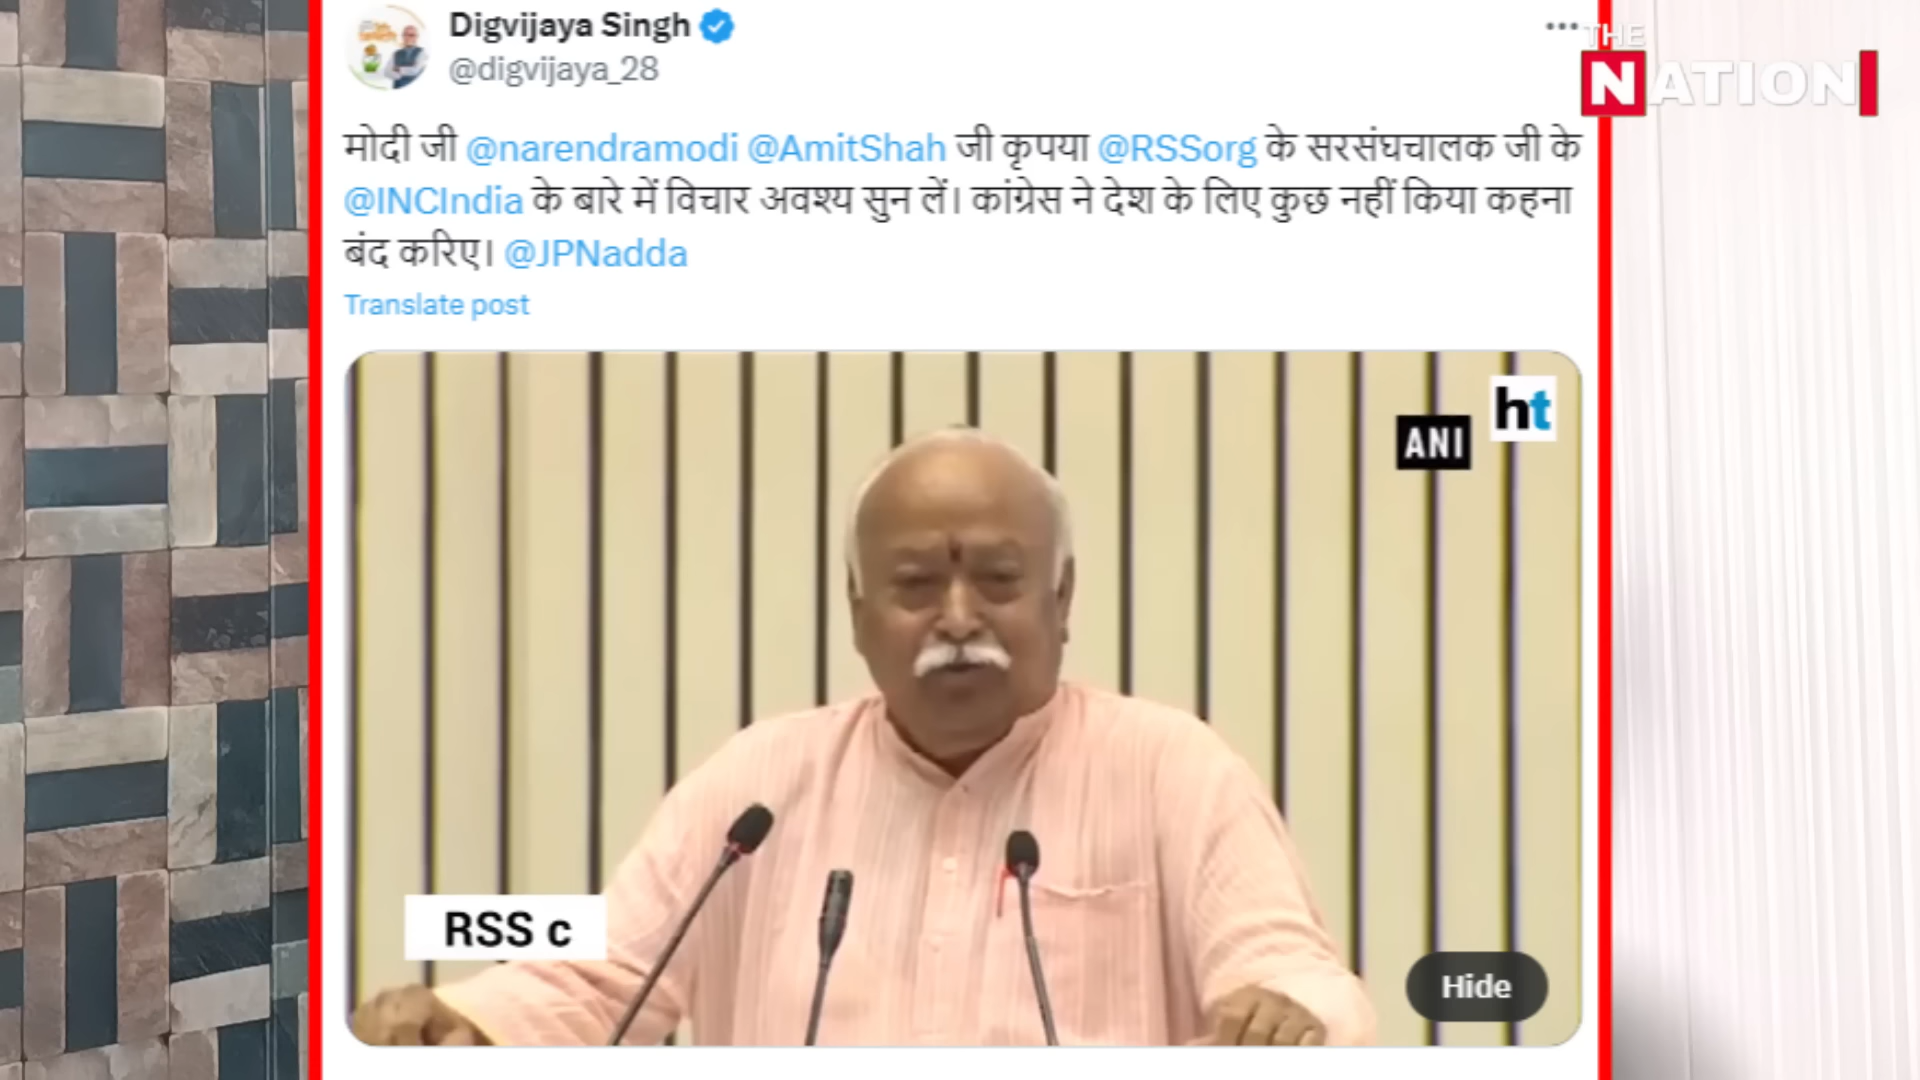 Digvijaya Singh
@digvijaya_28
THE
NATION
मोदी जी @narendramodi @AmitShah जी कृपया @RSSorg के सरसंघचालक जी के
@INCIndia के बारे में विचार अवश्य सुन लें। कांग्रेस ने देश के लिए कुछ नहीं किया कहना
बंद करिए। @JPNadda
Translate post
ht
ANI
RSS c
Hide